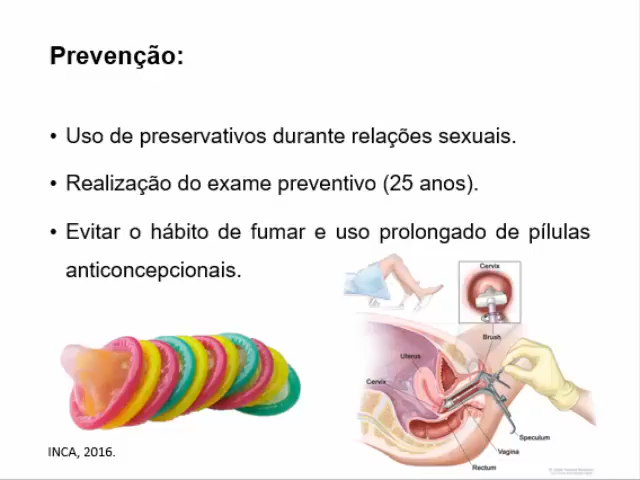 Prevenção:
• Uso de preservativos durante relações sexuais.
• Realização do exame preventivo (25 anos).
• Evitar o hábito de fumar e uso prolongado de pílulas
anticoncepcionais.
Cervix
Brush
Uterus
Cervix
Speculum
Vagina
Rectum
INCA, 2016.